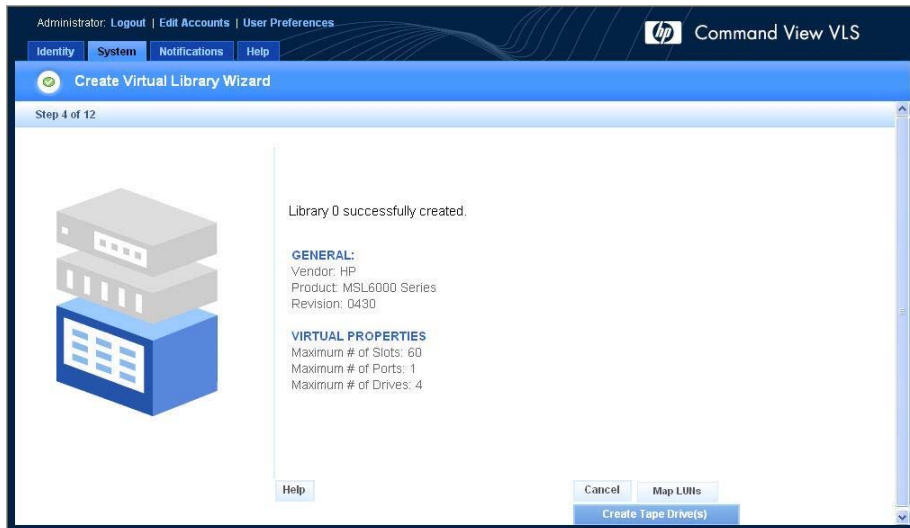 Administrator: Logout | Edit Accounts | User Preferences
hp Command View VLS
Identity System Notifications Help
Create Virtual Library Wizard
Step 4 of 12
Library 0 successfully created.
GENERAL:
Vendor: HP
Product: MSL6000 Series
Revision: 0430
VIRTUAL PROPERTIES
Maximum # of Slots: 60
Maximum # of Ports: 1
Maximum # of Drives: 4
Help Cancel Map LUNs
Create Tape Drive(s)